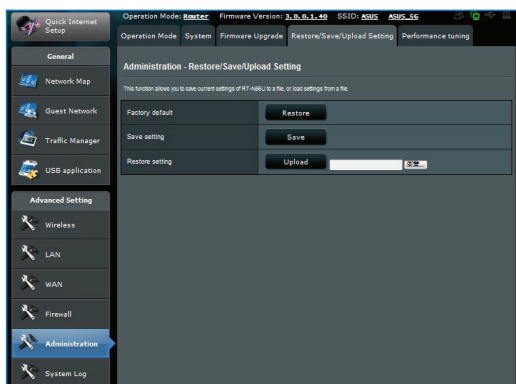 Quick Internet
Setup
Operation Mode: Router Firmware Version: 3.0.0.1.40 SSID: ASUS ASUS_5G
Operation Mode System Firmware Upgrade Restore/Save/Upload Setting Performance tuning
General
Network Map
Guest Network
Traffic Manager
USB application
Advanced Setting
Wireless
LAN
WAN
Firewall
Administration
System Log
Administration - Restore/Save/Upload Setting
This function allows you to save current settings of RT-N66U to a file, or load settings from a file.
Factory default Restore
Save setting Save
Restore setting Upload